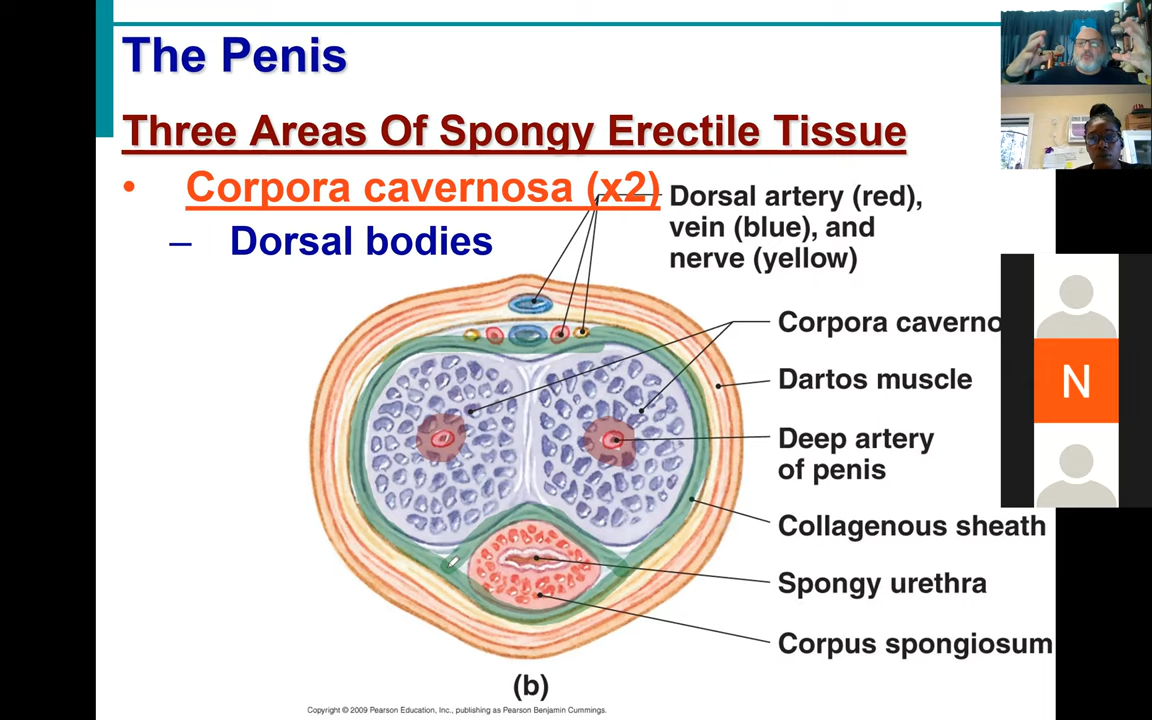 The Penis
Three Areas Of Spongy Erectile Tissue
• Corpora cavernosa (x2)
– Dorsal bodies
Dorsal artery (red),
vein (blue), and
nerve (yellow)
Corpora caverno
Dartos muscle
Deep artery
of penis
Collagenous sheath
Spongy urethra
Corpus spongiosum
(b)
Copyright © 2009 Pearson Education, Inc., publishing as Pearson Benjamin Cummings.
N